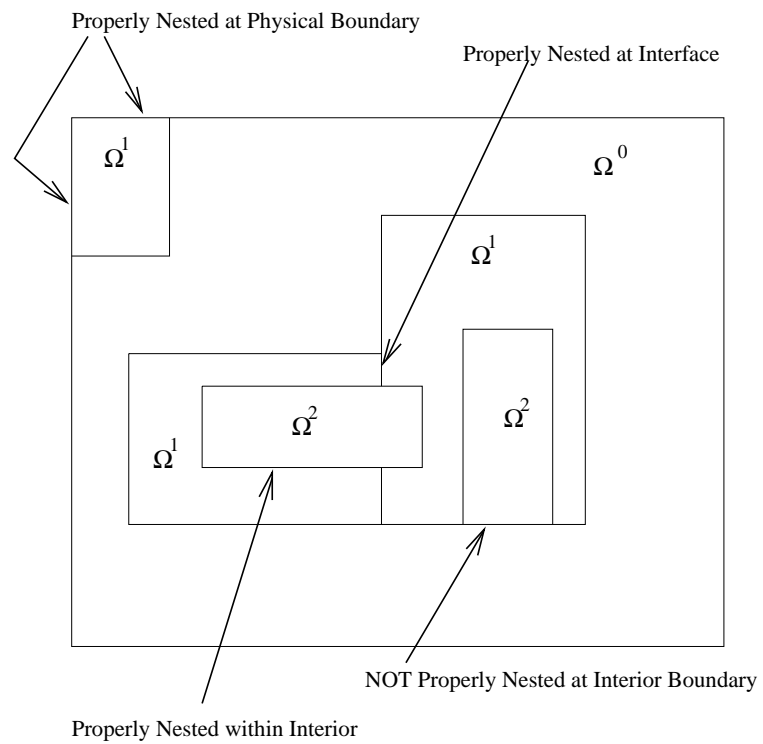 Properly Nested at Physical Boundary
Properly Nested at Interface
Ω¹
Ω⁰
Ω¹
Ω²
Ω²
Ω¹
NOT Properly Nested at Interior Boundary
Properly Nested within Interior